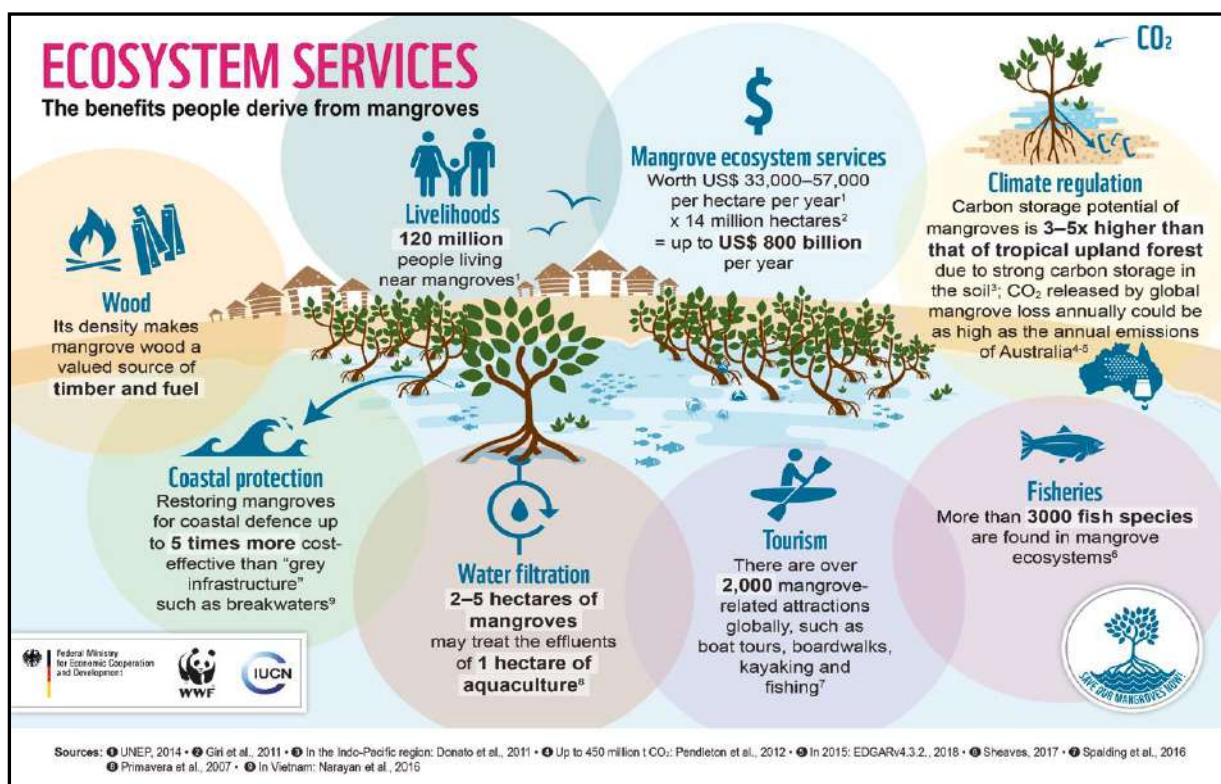 ECOSYSTEM SERVICES
The benefits people derive from mangroves
Livelihoods
120 million
people living
near mangroves¹
$
Mangrove ecosystem services
Worth US$ 33,000–57,000
per hectare per year¹
x 14 million hectares²
= up to US$ 800 billion
per year
CO₂
C C C
Climate regulation
Carbon storage potential of
mangroves is 3–5x higher than
that of tropical upland forest
due to strong carbon storage in
the soil³; CO₂ released by global
mangrove loss annually could be
as high as the annual emissions
of Australia⁴⁻⁵
Wood
Its density makes
mangrove wood a
valued source of
timber and fuel
Coastal protection
Restoring mangroves
for coastal defence up
to 5 times more cost-
effective than “grey
infrastructure”
such as breakwaters⁹
Water filtration
2–5 hectares of
mangroves
may treat the effluents
of 1 hectare of
aquaculture⁸
Tourism
There are over
2,000 mangrove-
related attractions
globally, such as
boat tours, boardwalks,
kayaking and
fishing⁷
Fisheries
More than 3000 fish species
are found in mangrove
ecosystems⁶
Federal Ministry
for Economic Cooperation
and Development
WWF
IUCN
SAVE OUR MANGROVES NOW!
Sources: ❶ UNEP, 2014 • ❷ Giri et al., 2011 • ❸ In the Indo-Pacific region: Donato et al., 2011 • ❹ Up to 450 million t CO₂: Pendleton et al., 2012 • ❺ In 2015: EDGARv4.3.2., 2018 • ❻ Sheaves, 2017 • ❼ Spalding et al., 2016
❽ Primavera et al., 2007 • ❾ In Vietnam: Narayan et al., 2016